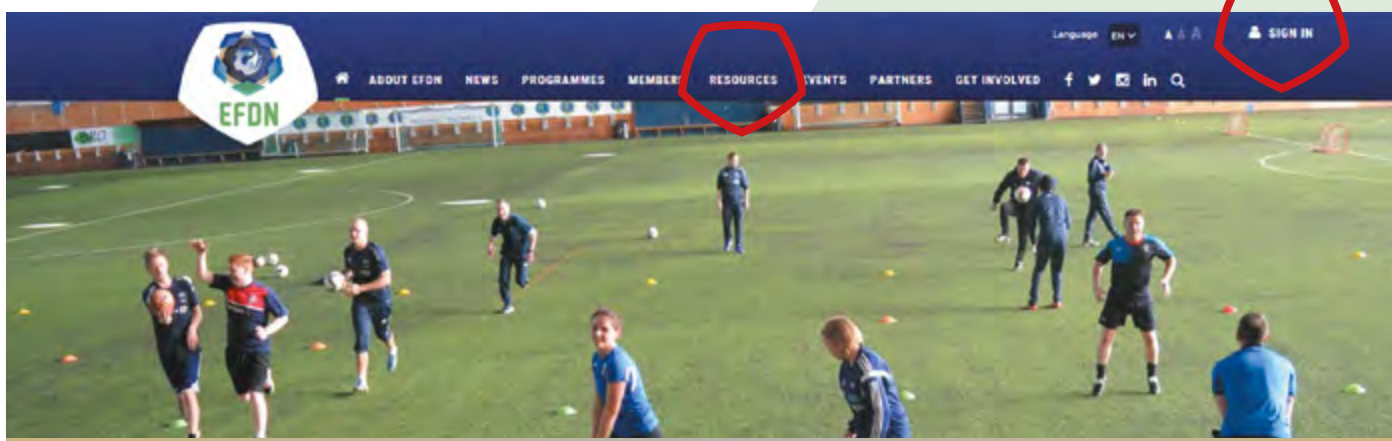 Language EN A A A SIGN IN
ABOUT EFDN NEWS PROGRAMMES MEMBERS RESOURCES EVENTS PARTNERS GET INVOLVED
EFDN